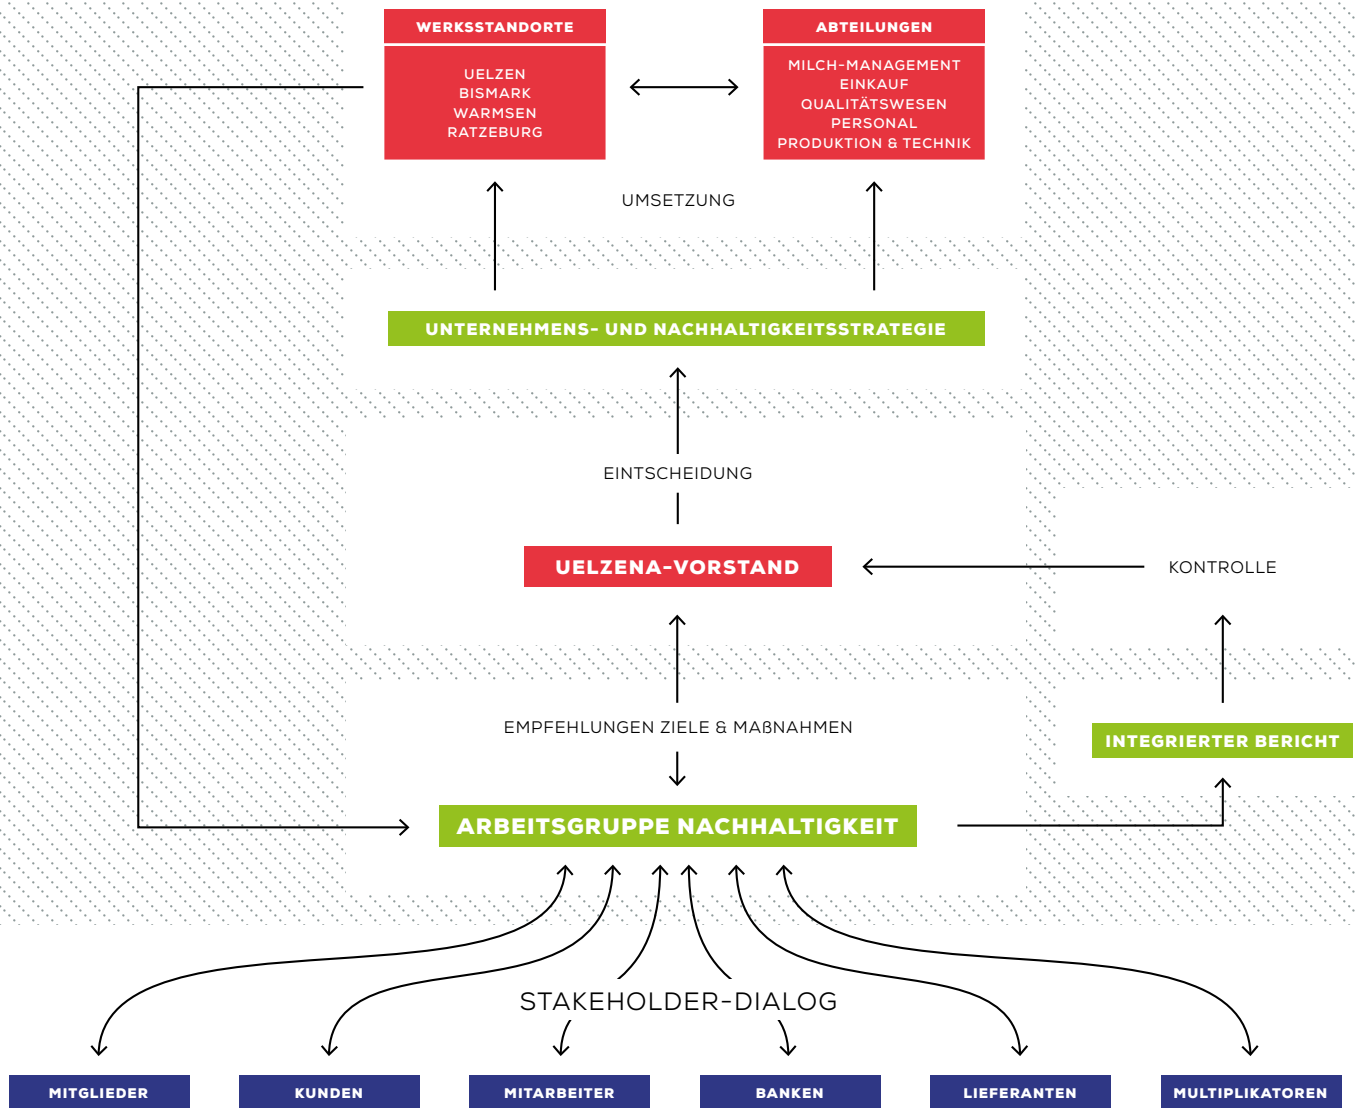 WERKSSTANDORTE
UELZEN
BISMARK
WARMSEN
RATZEBURG
ABTEILUNGEN
MILCH-MANAGEMENT
EINKAUF
QUALITÄTSWESEN
PERSONAL
PRODUKTION & TECHNIK
UMSETZUNG
UNTERNEHMENS- UND NACHHALTIGKEITSSTRATEGIE
EINTSCHEIDUNG
UELZENA-VORSTAND
KONTROLLE
EMPFEHLUNGEN ZIELE & MAßNAHMEN
INTEGRIERTER BERICHT
ARBEITSGRUPPE NACHHALTIGKEIT
STAKEHOLDER-DIALOG
MITGLIEDER
KUNDEN
MITARBEITER
BANKEN
LIEFERANTEN
MULTIPLIKATOREN